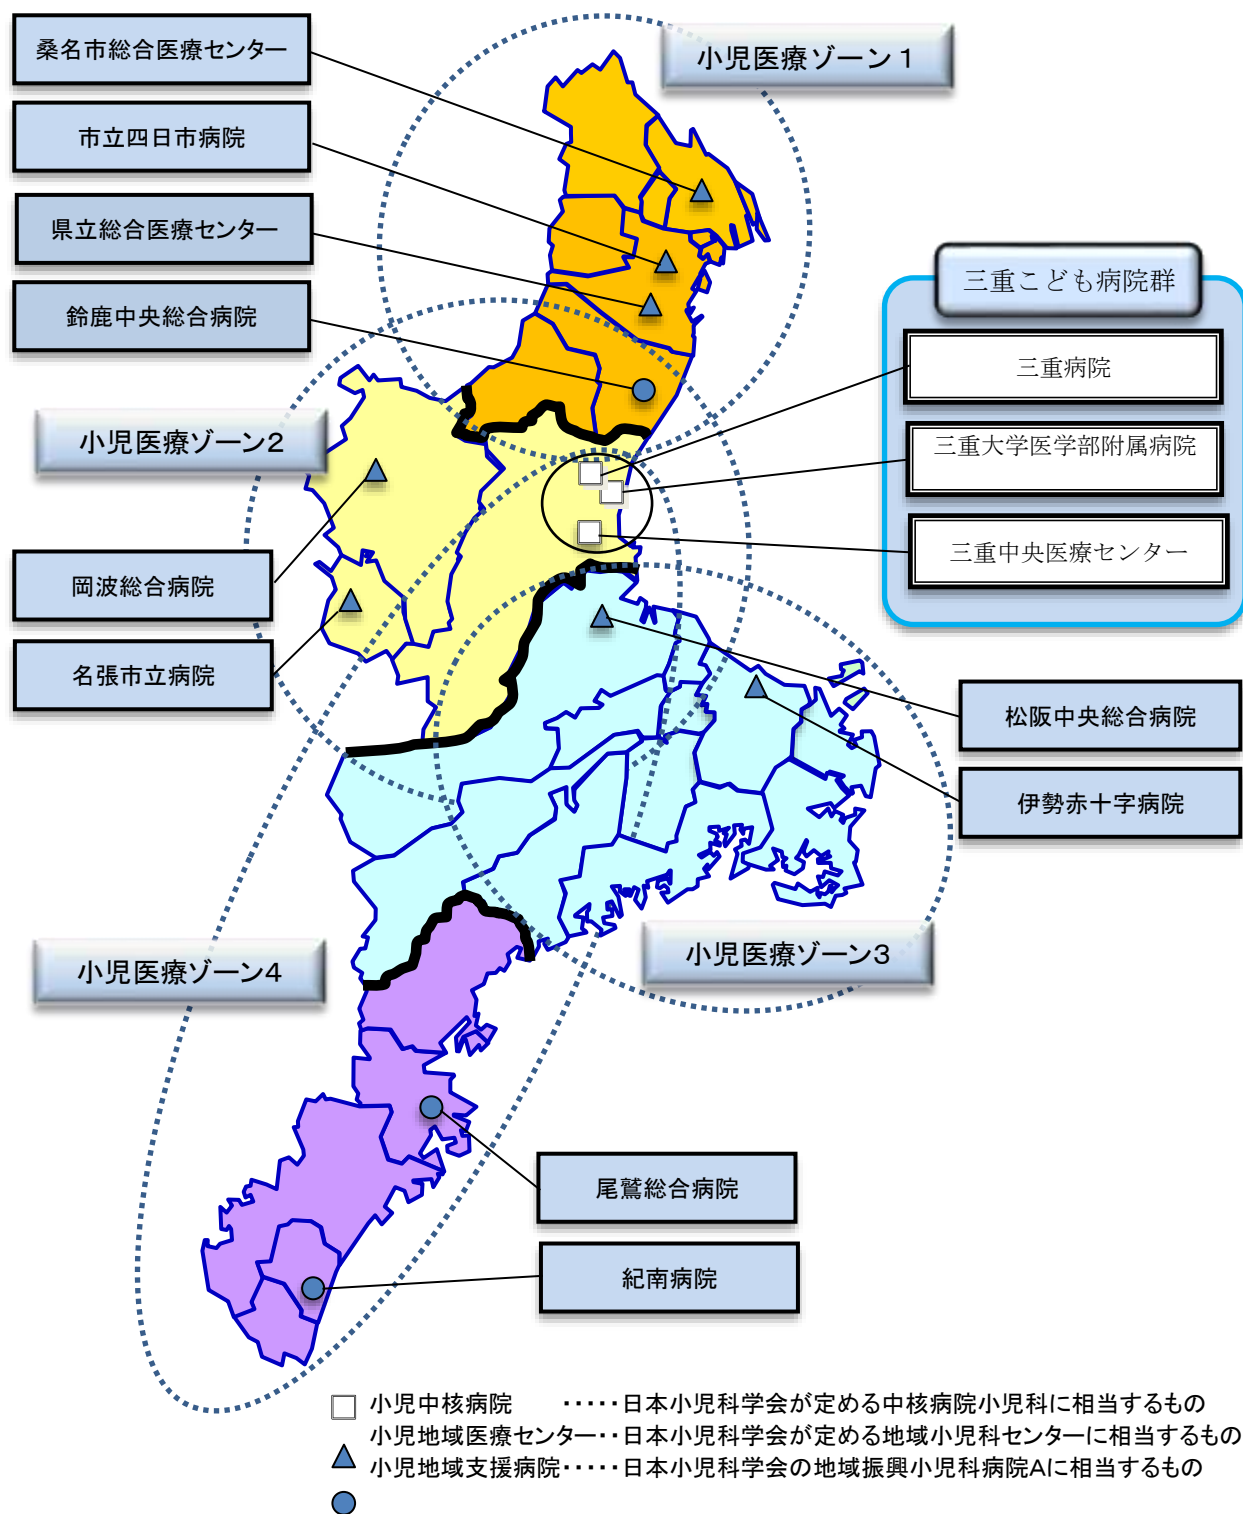 桑名市総合医療センター
小児医療ゾーン１
市立四日市病院
県立総合医療センター
鈴鹿中央総合病院
三重こども病院群
三重病院
三重大学医学部附属病院
三重中央医療センター
小児医療ゾーン2
岡波総合病院
名張市立病院
松阪中央総合病院
伊勢赤十字病院
小児医療ゾーン3
小児医療ゾーン4
尾鷲総合病院
紀南病院
小児中核病院　　・・・・・日本小児科学会が定める中核病院小児科に相当するもの
小児地域医療センター・・日本小児科学会が定める地域小児科センターに相当するもの
小児地域支援病院・・・・・日本小児科学会の地域振興小児科病院Aに相当するもの